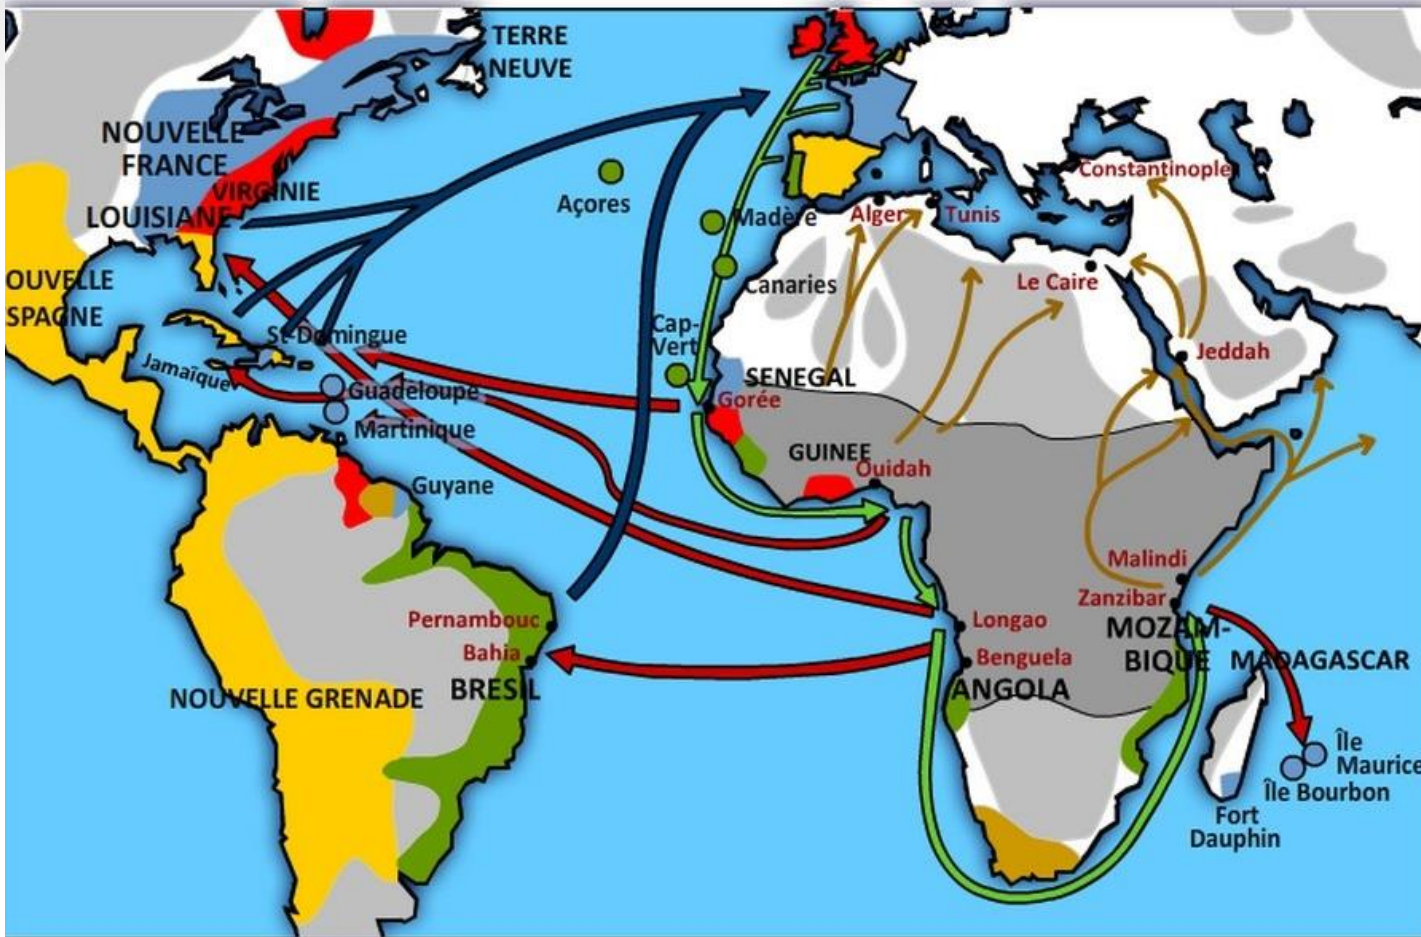 TERRE
NEUVE
NOUVELLE
FRANCE
VIRGINIE
LOUISIANE
OUVELLE
SPAGNE
Açores
Madère
Canaries
Cap-
Vert
Constantinople
Alger
Tunis
Le Caire
Jeddah
St-Domingue
Jamaïque
Guadeloupe
Martinique
Guyane
SENEGAL
Gorée
GUINEE
Ouidah
Malindi
Zanzibar
MOZAM-
BIQUE
MADAGASCAR
Pernambouc
Bahia
BRESIL
NOUVELLE GRENADE
Longao
Benguela
ANGOLA
Île
Maurice
Île Bourbon
Fort
Dauphin